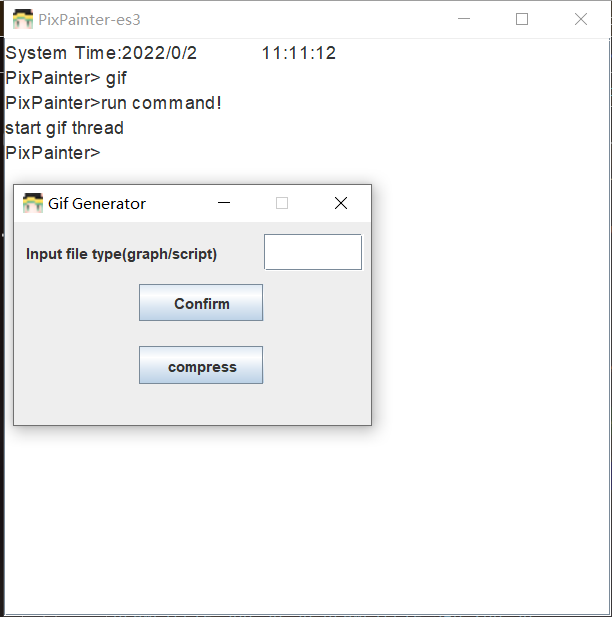 PixPainter-es3
System Time:2022/0/2 11:11:12
PixPainter> gif
PixPainter>run command!
start gif thread
PixPainter>
Gif Generator
Input file type(graph/script)
Confirm
compress